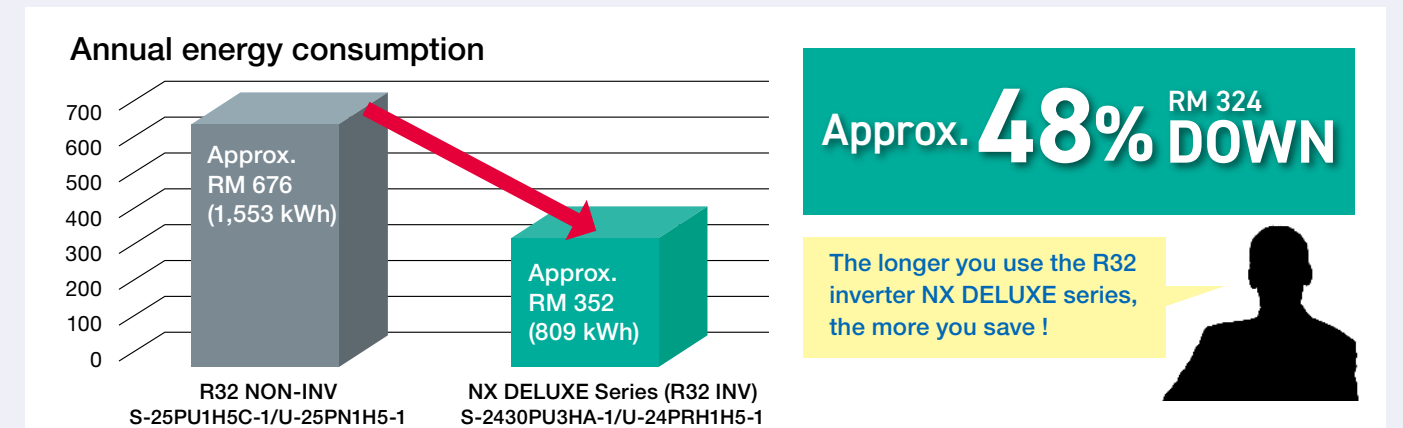 Annual energy consumption
700
600
500
400
300
200
100
0
Approx.
RM 676
(1,553 kWh)
Approx.
RM 352
(809 kWh)
R32 NON-INV
S-25PU1H5C-1/U-25PN1H5-1
NX DELUXE Series (R32 INV)
S-2430PU3HA-1/U-24PRH1H5-1
Approx. 48% RM 324
DOWN
The longer you use the R32
inverter NX DELUXE series,
the more you save !